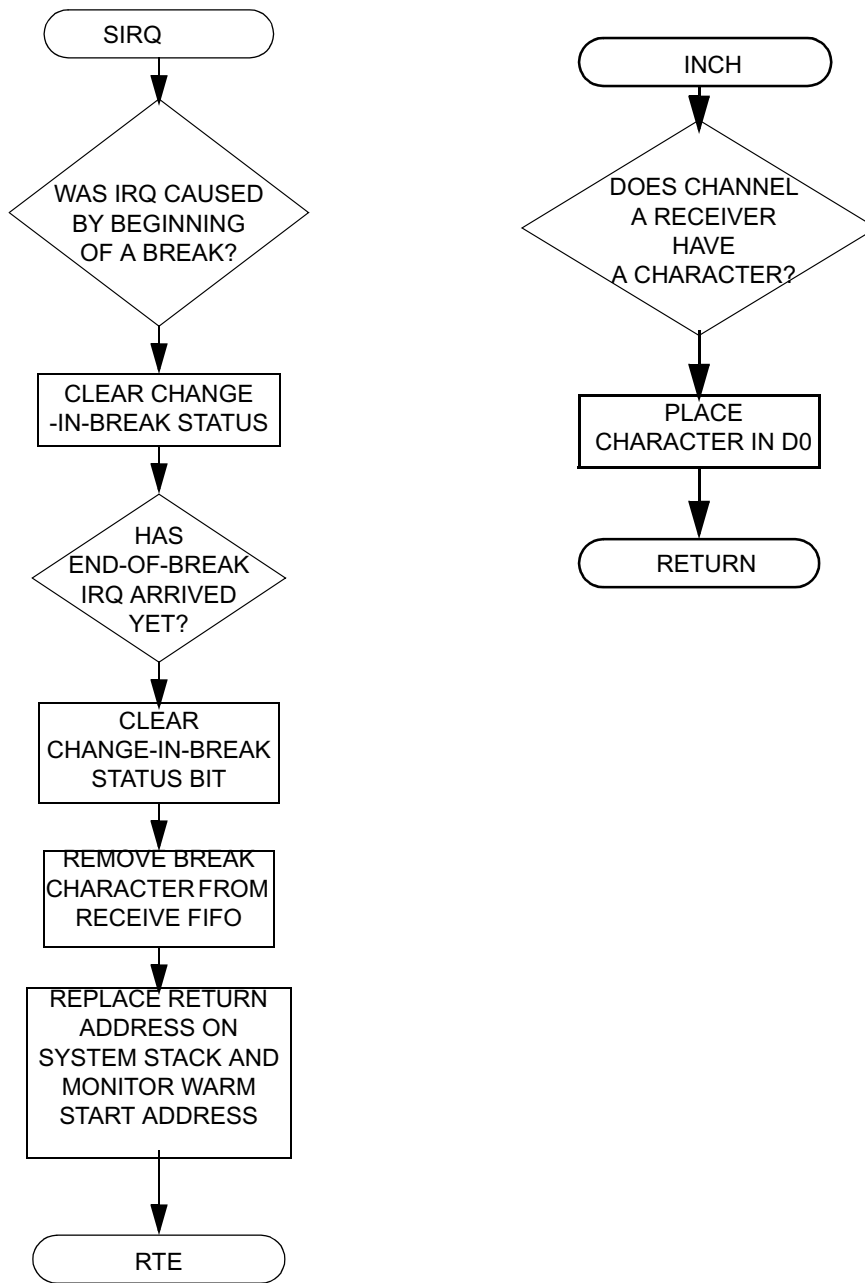 SIRQ
WAS IRQ CAUSED
BY BEGINNING
OF A BREAK?
CLEAR CHANGE
-IN-BREAK STATUS
HAS
END-OF-BREAK
IRQ ARRIVED
YET?
CLEAR
CHANGE-IN-BREAK
STATUS BIT
REMOVE BREAK
CHARACTER FROM
RECEIVE FIFO
REPLACE RETURN
ADDRESS ON
SYSTEM STACK AND
MONITOR WARM
START ADDRESS
RTE
INCH
DOES CHANNEL
A RECEIVER
HAVE
A CHARACTER?
PLACE
CHARACTER IN D0
RETURN